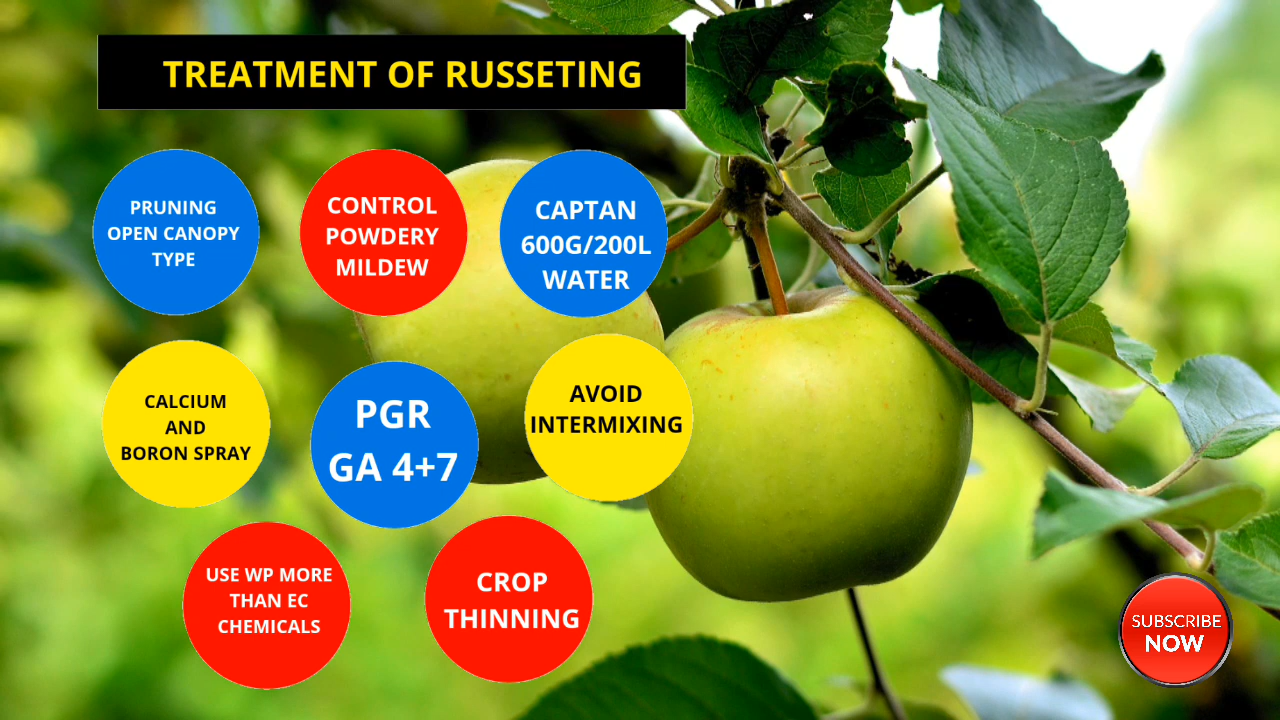 TREATMENT OF RUSSETING
PRUNING
OPEN CANOPY
TYPE
CONTROL
POWDERY
MILDEW
CAPTAN
600G/200L
WATER
CALCIUM
AND
BORON SPRAY
PGR
GA 4+7
AVOID
INTERMIXING
USE WP MORE
THAN EC
CHEMICALS
CROP
THINNING
SUBSCRIBE
NOW